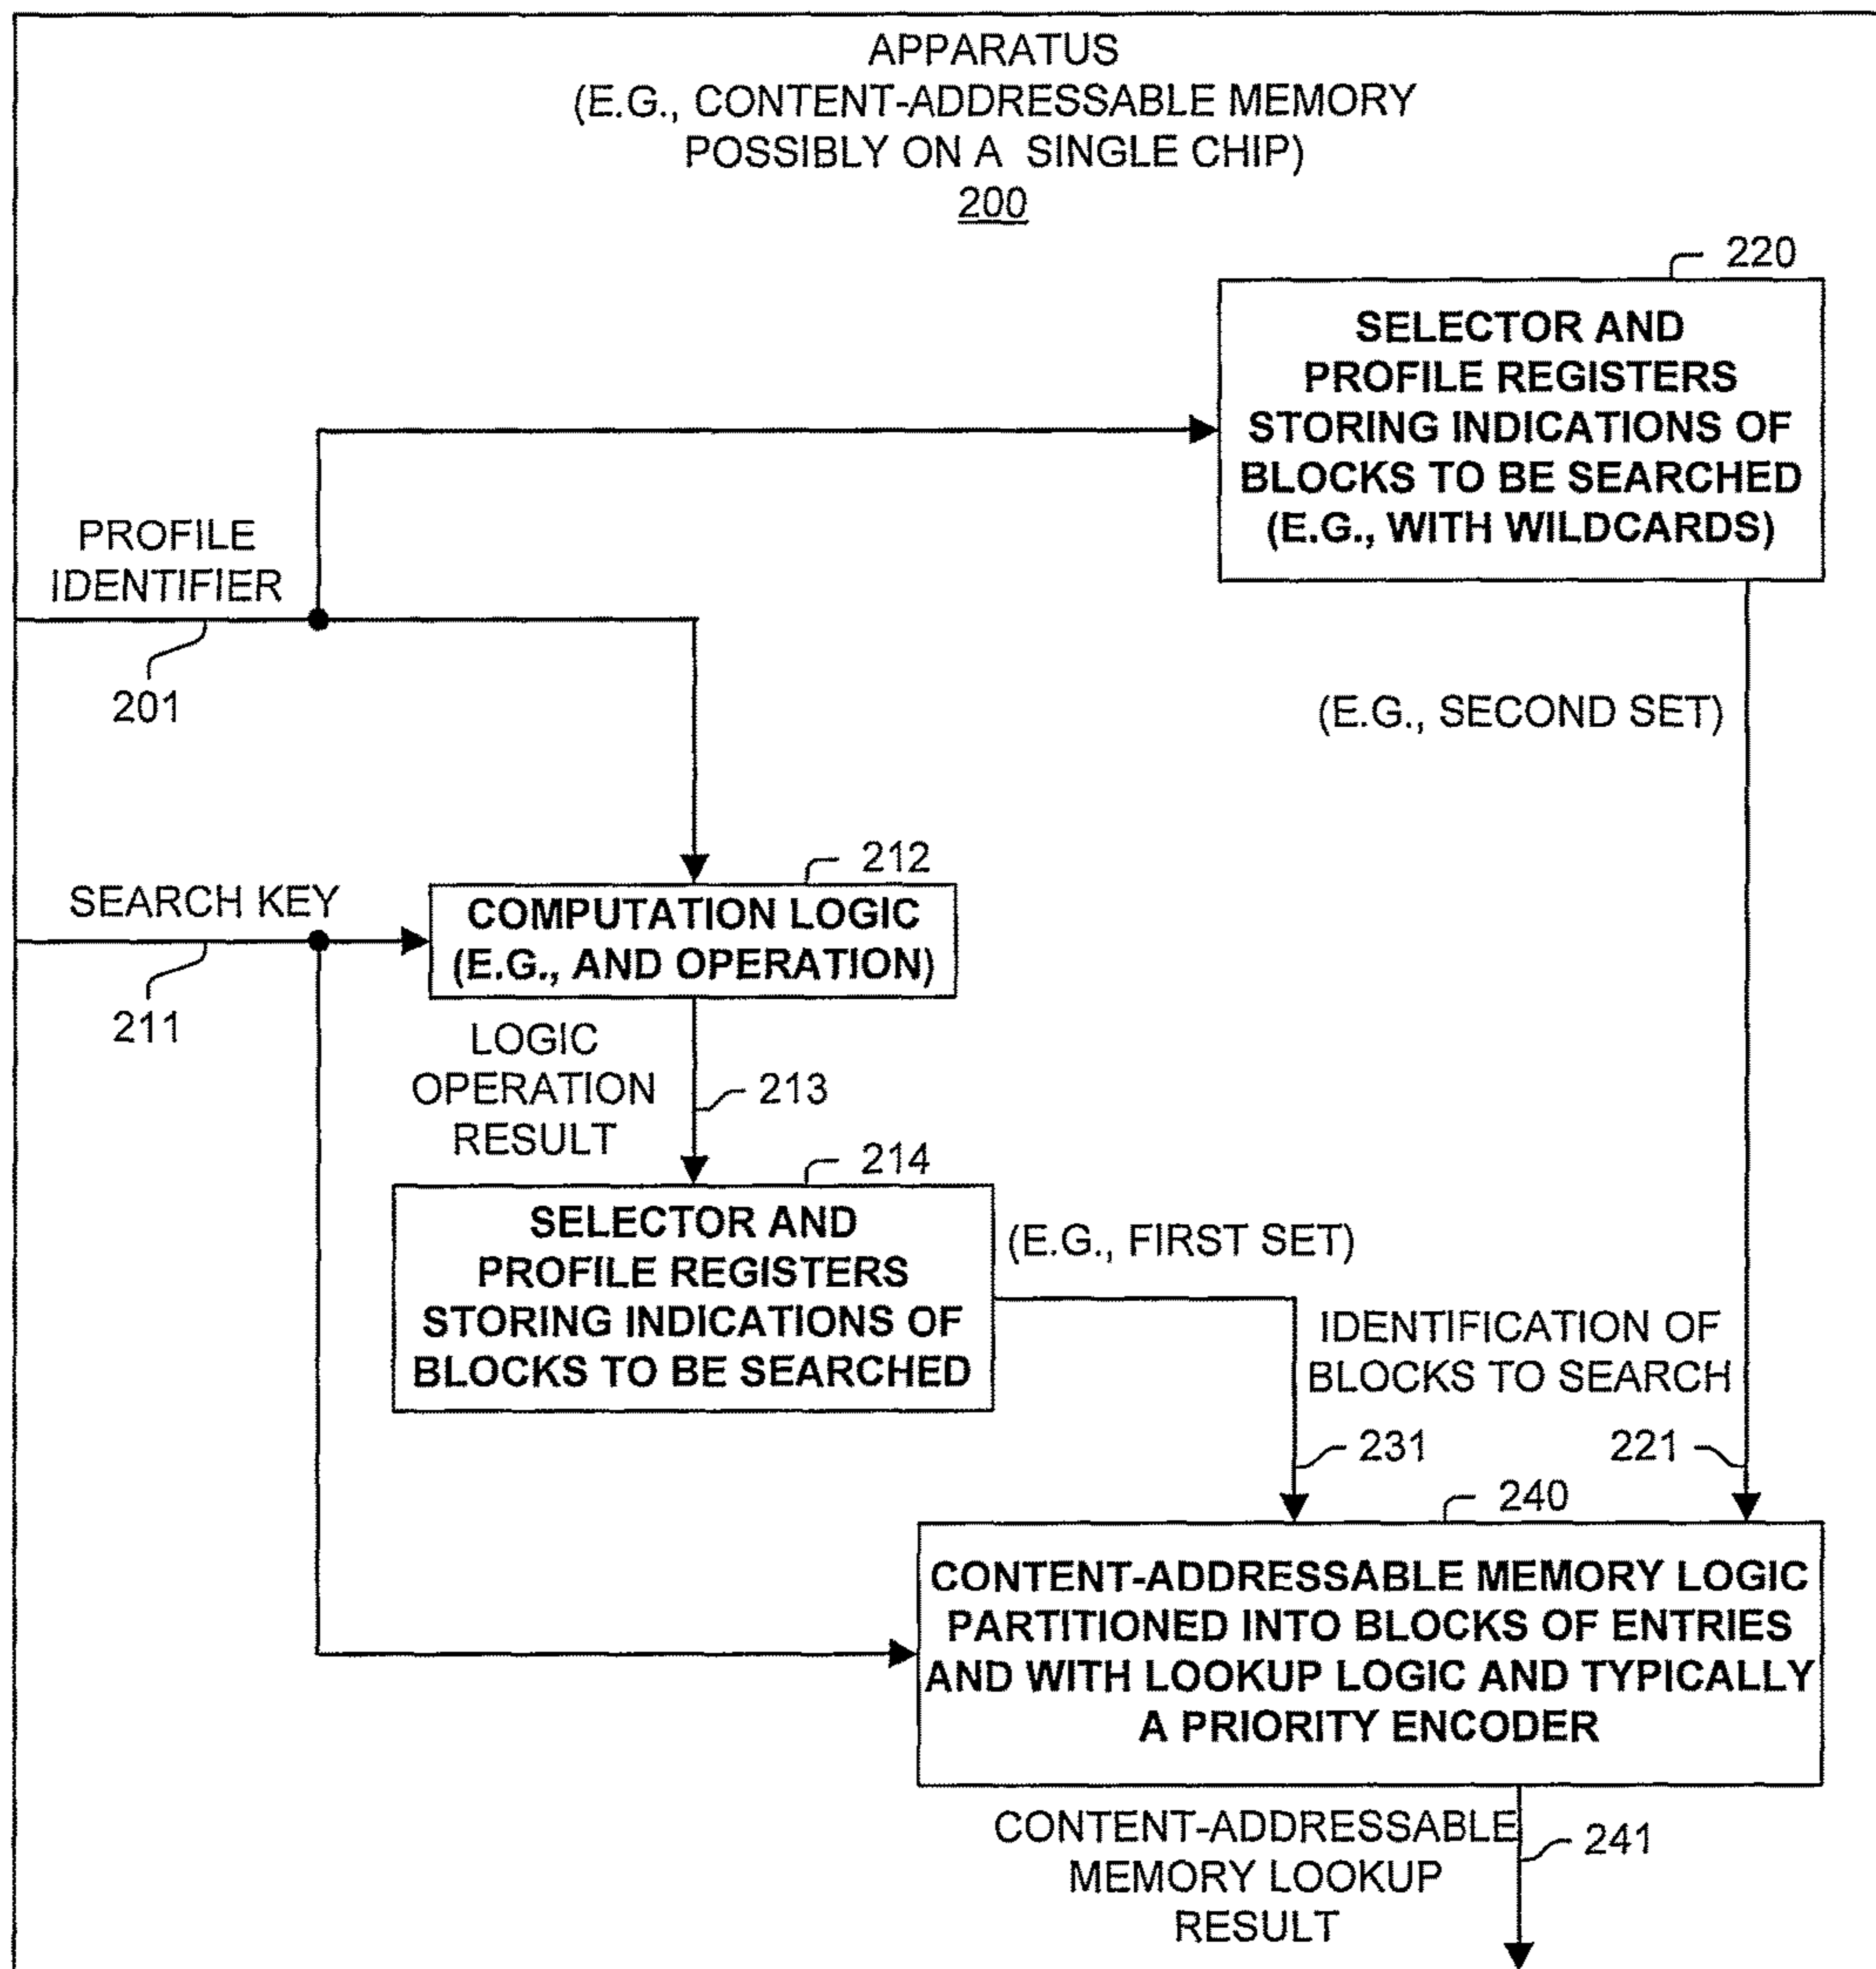 APPARATUS
(E.G., CONTENT-ADDRESSABLE MEMORY
POSSIBLY ON A SINGLE CHIP)
200
220
SELECTOR AND
PROFILE REGISTERS
STORING INDICATIONS OF
BLOCKS TO BE SEARCHED
(E.G., WITH WILDCARDS)
PROFILE
IDENTIFIER
201
(E.G., SECOND SET)
212
SEARCH KEY
COMPUTATION LOGIC
(E.G., AND OPERATION)
211
LOGIC
OPERATION
RESULT
213
214
SELECTOR AND
PROFILE REGISTERS
STORING INDICATIONS OF
BLOCKS TO BE SEARCHED
(E.G., FIRST SET)
IDENTIFICATION OF
BLOCKS TO SEARCH
231
221
240
CONTENT-ADDRESSABLE MEMORY LOGIC
PARTITIONED INTO BLOCKS OF ENTRIES
AND WITH LOOKUP LOGIC AND TYPICALLY
A PRIORITY ENCODER
CONTENT-ADDRESSABLE
MEMORY LOOKUP
RESULT
241